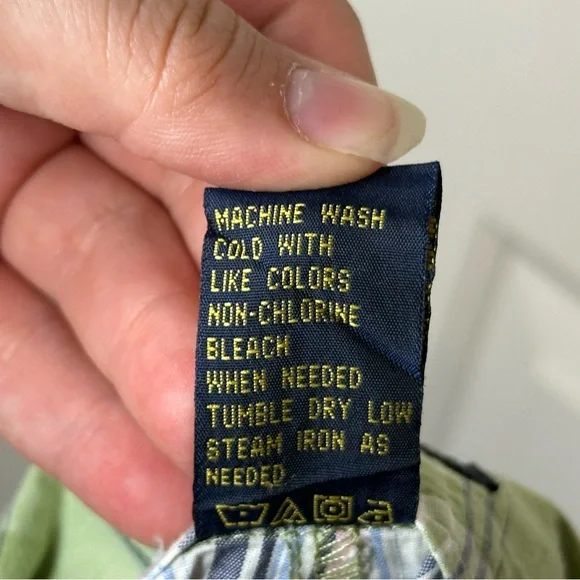 MACHINE WASH
COLD WITH
LIKE COLORS
NON-CHLORINE
BLEACH
WHEN NEEDED
TUMBLE DRY LOW
STEAM IRON AS
NEEDED